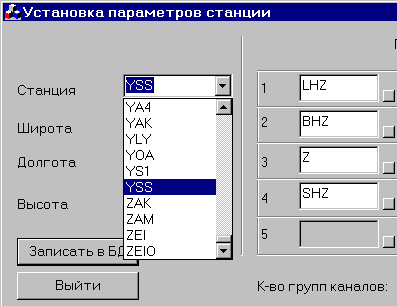 Установка параметров станции
Станция YSS
Широта
Долгота
Высота
YA4
YAK
YLY
YOA
YS1
YSS
ZAK
ZAM
ZEI
ZEIO
Записать в БД
Выйти
1 LHZ
2 BHZ
3 Z
4 SHZ
5
К-во групп каналов: